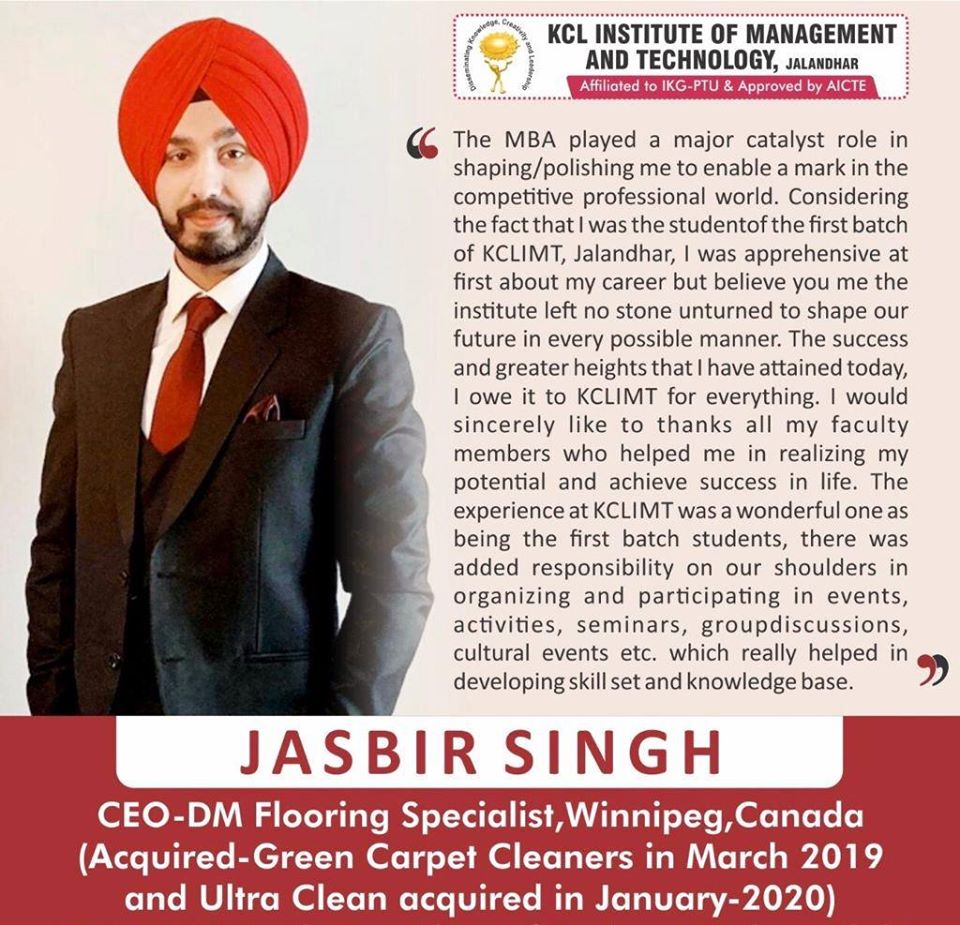 Disseminating Knowledge, Creativity and Leadership
KCL INSTITUTE OF MANAGEMENT
AND TECHNOLOGY, JALANDHAR
Affiliated to IKG-PTU & Approved by AICTE
“ The MBA played a major catalyst role in
shaping/polishing me to enable a mark in the
competitive professional world. Considering
the fact that I was the studentof the first batch
of KCLIMT, Jalandhar, I was apprehensive at
first about my career but believe you me the
institute left no stone unturned to shape our
future in every possible manner. The success
and greater heights that I have attained today,
I owe it to KCLIMT for everything. I would
sincerely like to thanks all my faculty
members who helped me in realizing my
potential and achieve success in life. The
experience at KCLIMT was a wonderful one as
being the first batch students, there was
added responsibility on our shoulders in
organizing and participating in events,
activities, seminars, groupdiscussions,
cultural events etc. which really helped in
developing skill set and knowledge base. ”
JASBIR SINGH
CEO-DM Flooring Specialist,Winnipeg,Canada
(Acquired-Green Carpet Cleaners in March 2019
and Ultra Clean acquired in January-2020)